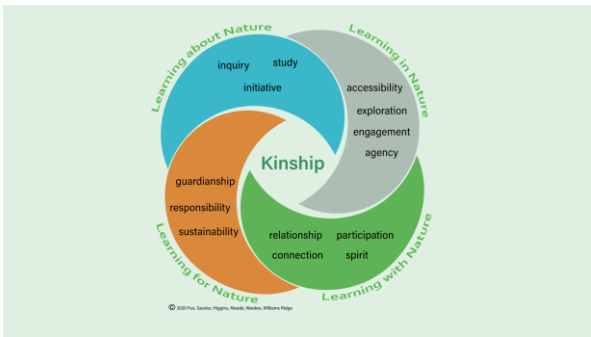 Learning about Nature
inquiry study
initiative
Learning in Nature
accessibility
exploration
engagement
agency
Kinship
guardianship
responsibility
sustainability
Learning for Nature
relationship participation
connection spirit
Learning with Nature
© 2020 Fox, Gessler, Higgins, Meade, Warden, Williams Ridge